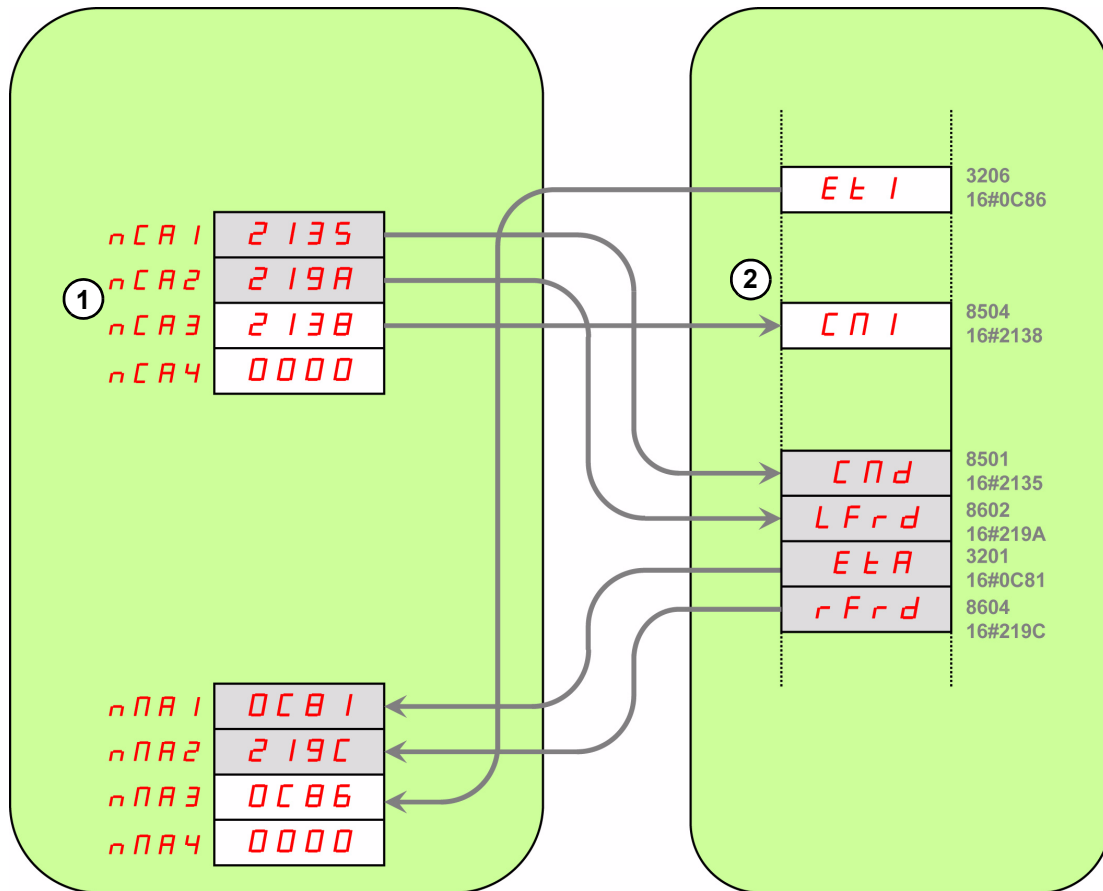 EtI
3206
16#0C86
nCA1 2135
nCA2 219A
nCA3 2138
nCA4 0000
1
2
CMI
8504
16#2138
CMd
8501
16#2135
LFrd
8602
16#219A
EtA
3201
16#0C81
rFrd
8604
16#219C
nMA1 0C81
nMA2 219C
nMA3 0C86
nMA4 0000